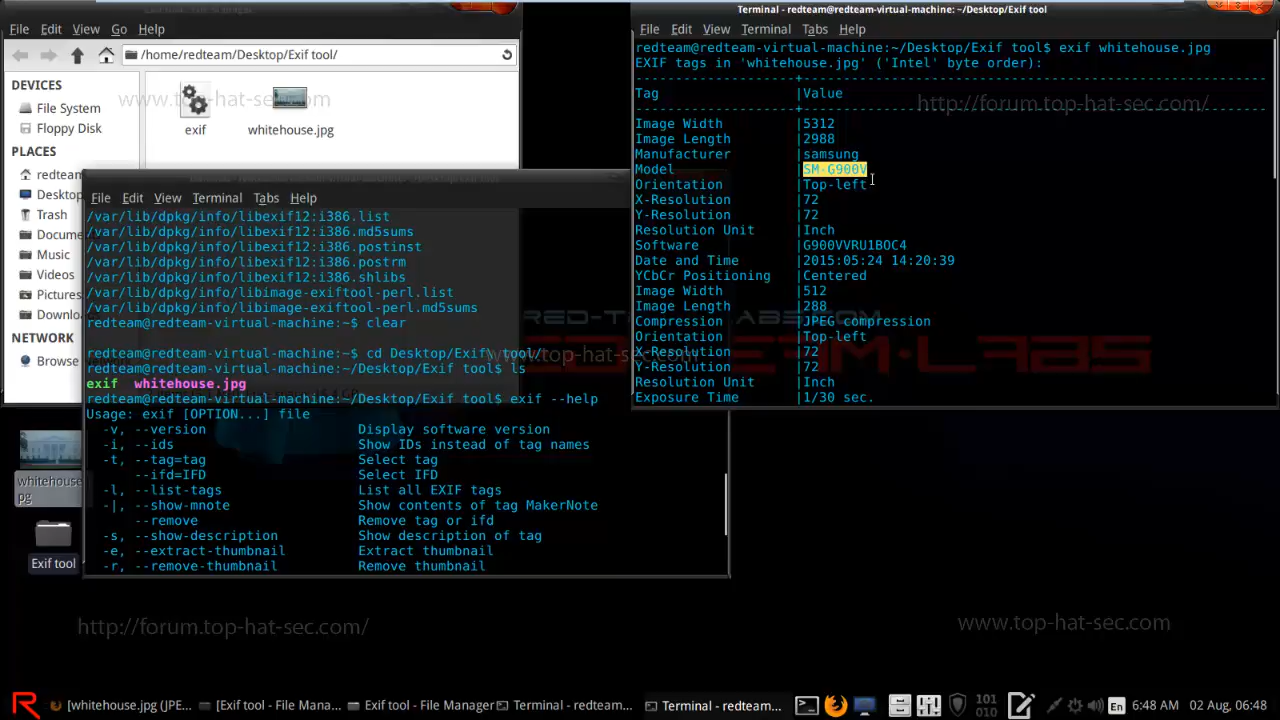 File Edit View Go Help
/home/redteam/Desktop/Exif tool/
DEVICES
File System
Floppy Disk
PLACES
redteam
Desktop
Trash
Docume
Music
Videos
Pictures
Downlo
NETWORK
Browse
exif
whitehouse.jpg
www.top-hat-sec.com
File Edit View Terminal Tabs Help
/var/lib/dpkg/info/libexif12:i386.list
/var/lib/dpkg/info/libexif12:i386.md5sums
/var/lib/dpkg/info/libexif12:i386.postinst
/var/lib/dpkg/info/libexif12:i386.postrm
/var/lib/dpkg/info/libexif12:i386.shlibs
/var/lib/dpkg/info/libimage-exiftool-perl.list
/var/lib/dpkg/info/libimage-exiftool-perl.md5sums
redteam@redteam-virtual-machine:~$ clear
redteam@redteam-virtual-machine:~$ cd Desktop/Exif\ tool/
redteam@redteam-virtual-machine:~/Desktop/Exif tool$ ls
exif whitehouse.jpg
redteam@redteam-virtual-machine:~/Desktop/Exif tool$ exif --help
Usage: exif [OPTION...] file
-v, --version Display software version
-i, --ids Show IDs instead of tag names
-t, --tag=tag Select tag
--ifd=IFD Select IFD
-l, --list-tags List all EXIF tags
-|, --show-mnote Show contents of tag MakerNote
--remove Remove tag or ifd
-s, --show-description Show description of tag
-e, --extract-thumbnail Extract thumbnail
-r, --remove-thumbnail Remove thumbnail
www.top-hat-sec.com
Terminal - redteam@redteam-virtual-machine: ~/Desktop/Exif tool
File Edit View Terminal Tabs Help
redteam@redteam-virtual-machine:~/Desktop/Exif tool$ exif whitehouse.jpg
EXIF tags in 'whitehouse.jpg' ('Intel' byte order):
--------------------+----------------------------------------------------------
Tag |Value
--------------------+----------------------------------------------------------
Image Width |5312
Image Length |2988
Manufacturer |samsung
Model |SM-G900V
Orientation |Top-left
X-Resolution |72
Y-Resolution |72
Resolution Unit |Inch
Software |G900VVRU1BOC4
Date and Time |2015:05:24 14:20:39
YCbCr Positioning |Centered
Image Width |512
Image Length |288
Compression |JPEG compression
Orientation |Top-left
X-Resolution |72
Y-Resolution |72
Resolution Unit |Inch
Exposure Time |1/30 sec.
http://forum.top-hat-sec.com/
whitehouse
pg
Exif tool
http://forum.top-hat-sec.com/
www.top-hat-sec.com
[whitehouse.jpg (JPE...
[Exif tool - File Mana...
Exif tool - File Manager
Terminal - redteam...
Terminal - redteam...
101
010
En
6:48 AM
02 Aug, 06:48